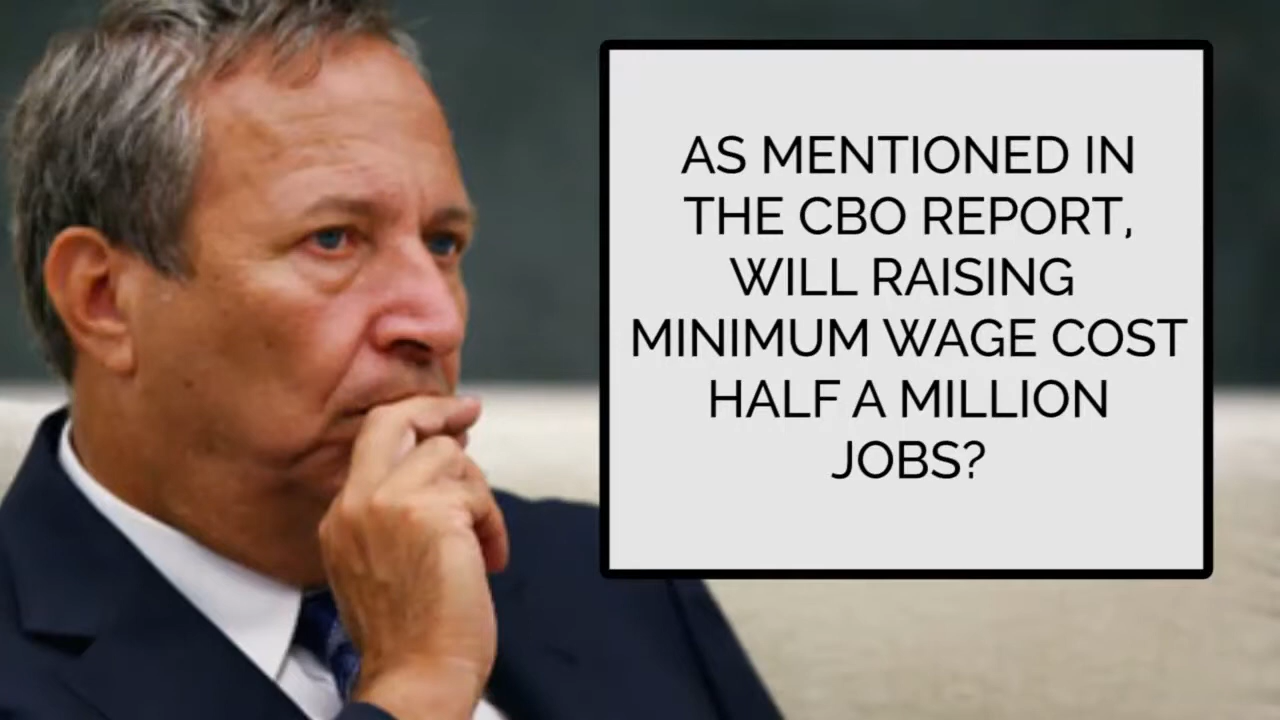 AS MENTIONED IN
THE CBO REPORT,
WILL RAISING
MINIMUM WAGE COST
HALF A MILLION
JOBS?